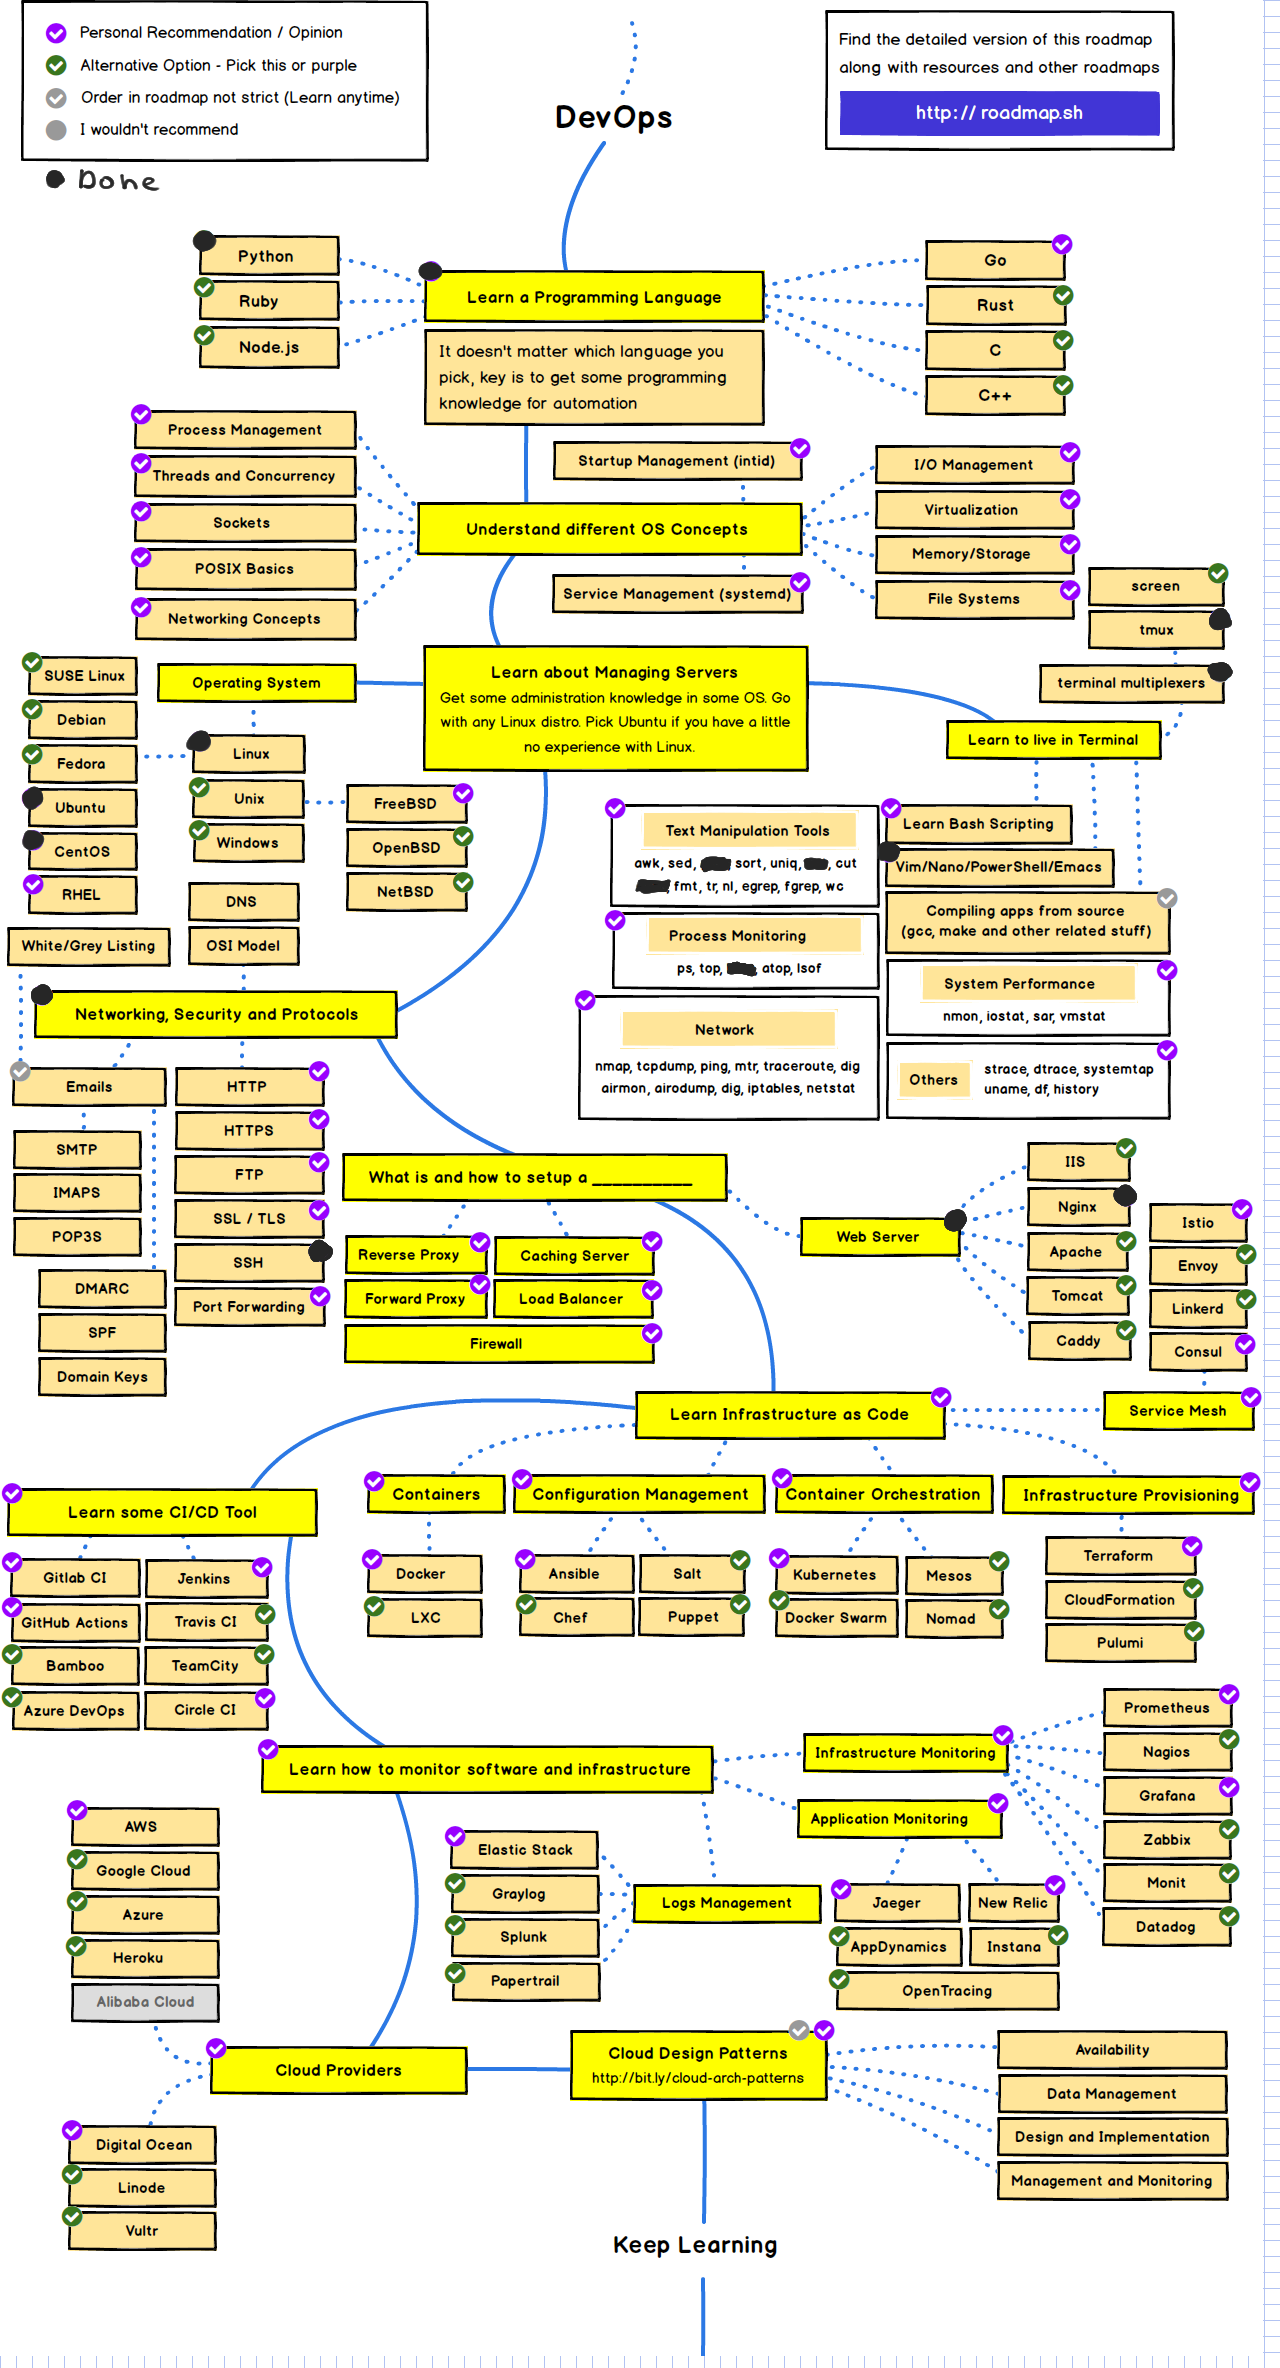 Personal Recommendation / Opinion
Alternative Option - Pick this or purple
Order in roadmap not strict (Learn anytime)
I wouldn't recommend
Done
Find the detailed version of this roadmap
along with resources and other roadmaps
http://roadmap.sh
DevOps
Python
Ruby
Node.js
Learn a Programming Language
It doesn't matter which language you
pick, key is to get some programming
knowledge for automation
Go
Rust
C
C++
Process Management
Threads and Concurrency
Sockets
POSIX Basics
Networking Concepts
Startup Management (intid)
Understand different OS Concepts
Service Management (systemd)
I/O Management
Virtualization
Memory/Storage
File Systems
screen
tmux
terminal multiplexers
Learn to live in Terminal
Learn about Managing Servers
Get some administration knowledge in some OS. Go
with any Linux distro. Pick Ubuntu if you have a little
no experience with Linux.
Operating System
SUSE Linux
Debian
Fedora
Ubuntu
CentOS
RHEL
Linux
Unix
Windows
FreeBSD
OpenBSD
NetBSD
DNS
OSI Model
White/Grey Listing
Text Manipulation Tools
awk, sed, sort, uniq, , cut
fmt, tr, nl, egrep, fgrep, wc
Process Monitoring
ps, top, atop, lsof
Network
nmap, tcpdump, ping, mtr, traceroute, dig
airmon, airodump, dig, iptables, netstat
Learn Bash Scripting
Vim/Nano/PowerShell/Emacs
Compiling apps from source
(gcc, make and other related stuff)
System Performance
nmon, iostat, sar, vmstat
Others
strace, dtrace, systemtap
uname, df, history
Networking, Security and Protocols
Emails
SMTP
IMAPS
POP3S
DMARC
SPF
Domain Keys
HTTP
HTTPS
FTP
SSL / TLS
SSH
Port Forwarding
What is and how to setup a __________
Reverse Proxy
Caching Server
Forward Proxy
Load Balancer
Firewall
Web Server
IIS
Nginx
Apache
Tomcat
Caddy
Istio
Envoy
Linkerd
Consul
Service Mesh
Learn Infrastructure as Code
Containers
Docker
LXC
Configuration Management
Ansible
Salt
Chef
Puppet
Container Orchestration
Kubernetes
Mesos
Docker Swarm
Nomad
Infrastructure Provisioning
Terraform
CloudFormation
Pulumi
Learn some CI/CD Tool
Gitlab CI
Jenkins
GitHub Actions
Travis CI
Bamboo
TeamCity
Azure DevOps
Circle CI
Learn how to monitor software and infrastructure
Infrastructure Monitoring
Prometheus
Nagios
Grafana
Zabbix
Monit
Datadog
Application Monitoring
Jaeger
New Relic
AppDynamics
Instana
OpenTracing
Logs Management
Elastic Stack
Graylog
Splunk
Papertrail
AWS
Google Cloud
Azure
Heroku
Alibaba Cloud
Cloud Providers
Digital Ocean
Linode
Vultr
Cloud Design Patterns
http://bit.ly/cloud-arch-patterns
Availability
Data Management
Design and Implementation
Management and Monitoring
Keep Learning